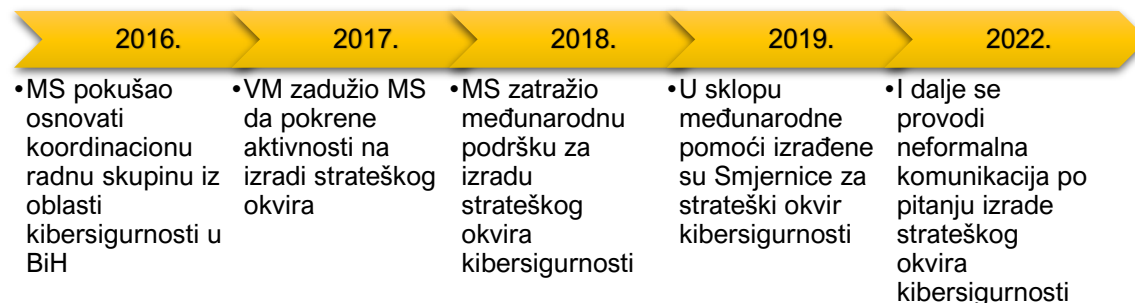 2016.
2017.
2018.
2019.
2022.
•MS pokušao
osnovati
koordinacionu
radnu skupinu iz
oblasti
kibersigurnosti u
BiH
•VM zadužio MS
da pokrene
aktivnosti na
izradi strateškog
okvira
•MS zatražio
međunarodnu
podršku za
izradu
strateškog
okvira
kibersigurnosti
•U sklopu
međunarodne
pomoći izrađene
su Smjernice za
strateški okvir
kibersigurnosti
•I dalje se
provodi
neformalna
komunikacija po
pitanju izrade
strateškog
okvira
kibersigurnosti